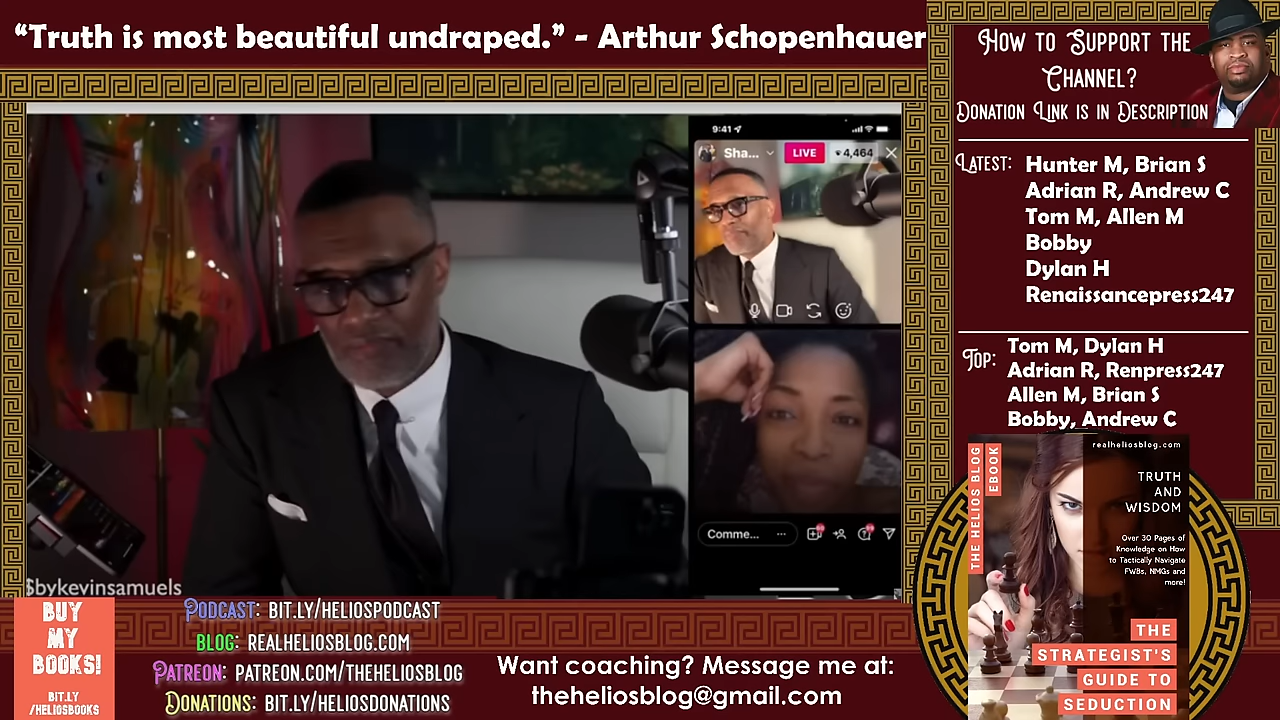 “Truth is most beautiful undraped.” - Arthur Schopenhauer
How to Support the
Channel?
Donation Link is in Description
Latest:
Hunter M, Brian S
Adrian R, Andrew C
Tom M, Allen M
Bobby
Dylan H
Renaissancepress247
Top:
Tom M, Dylan H
Adrian R, Renpress247
Allen M, Brian S
Bobby, Andrew C
9:41
Sha...
LIVE
4,464
Comme...
$bykevinsamuels
realheliosblog.com
THE HELIOS BLOG
EBOOK
TRUTH
AND
WISDOM
Over 30 Pages of
Knowledge on How
to Tactically Navigate
FWBs, NMGs and
more!
THE
STRATEGIST'S
GUIDE TO
SEDUCTION
BUY
MY
BOOKS!
BIT.LY
/HELIOSBOOKS
Podcast: bit.ly/heliospodcast
Blog: realheliosblog.com
Patreon: patreon.com/theheliosblog
Donations: bit.ly/heliosdonations
Want coaching? Message me at:
theheliosblog@gmail.com